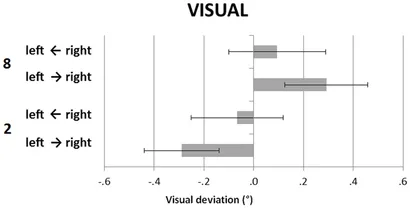 VISUAL
8
left ← right
left → right
2
left ← right
left → right
-.6 -.4 -.2 .0 .2 .4 .6
Visual deviation (°)